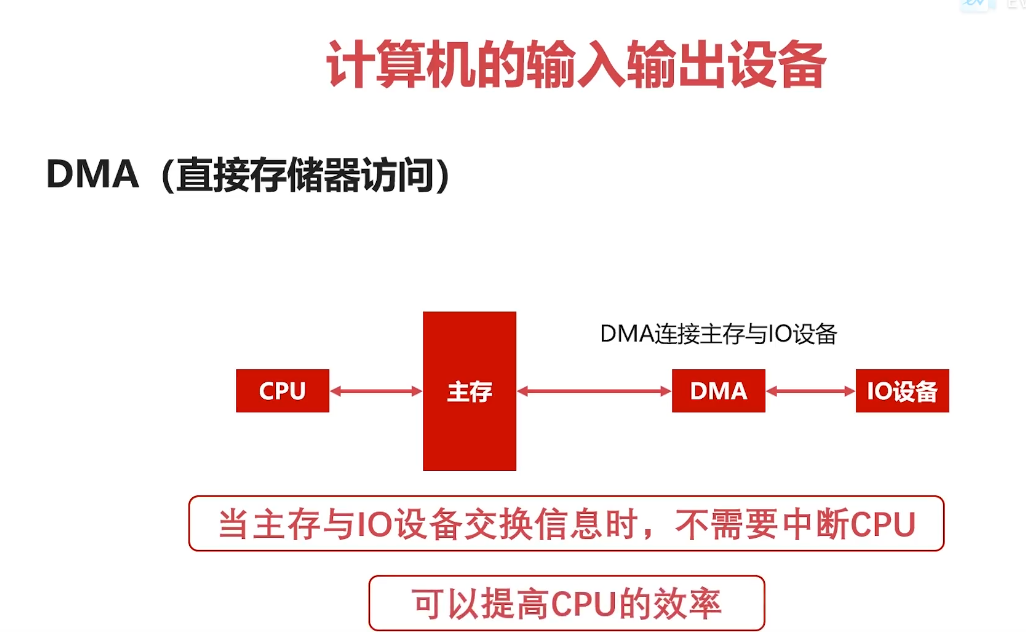 计算机的输入输出设备
DMA（直接存储器访问）
DMA连接主存与IO设备
CPU
主存
DMA
IO设备
当主存与IO设备交换信息时，不需要中断CPU
可以提高CPU的效率